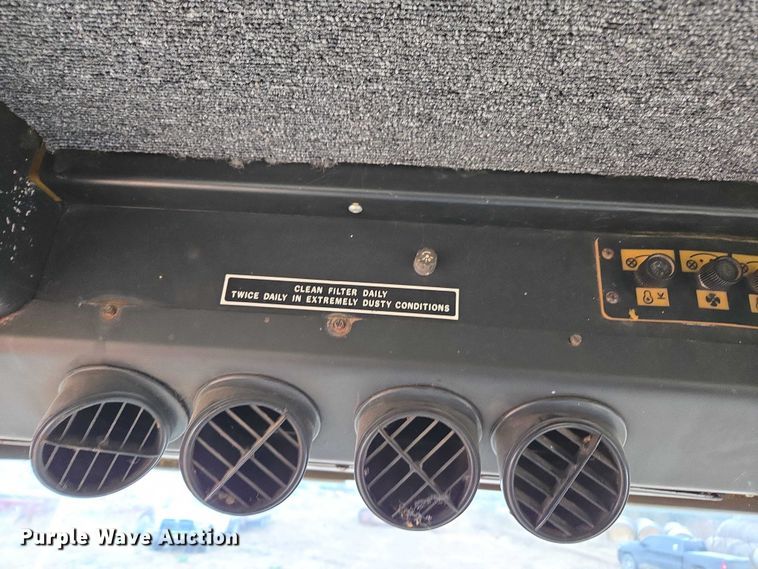 CLEAN FILTER DAILY
TWICE DAILY IN EXTREMELY DUSTY CONDITIONS
Purple Wave Auction